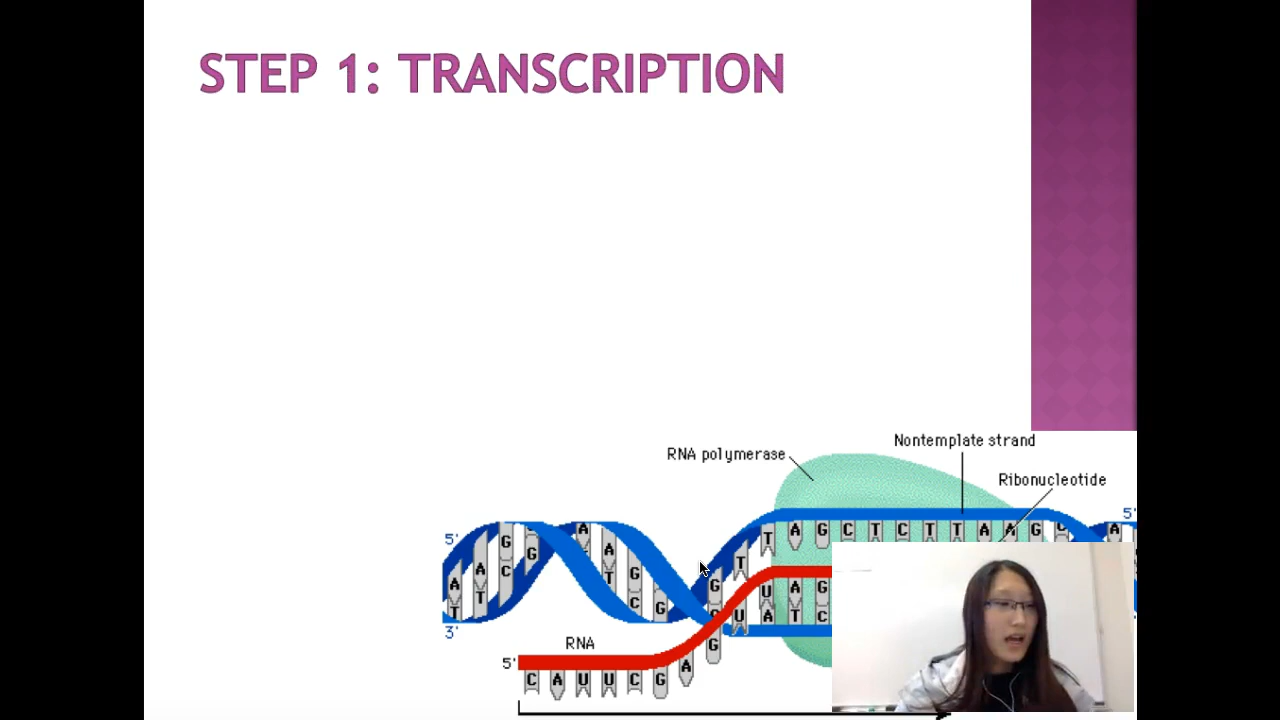 STEP 1: TRANSCRIPTION
Nontemplate strand
RNA polymerase
Ribonucleotide
5'
5'
T A G C T C T T A A G C A
A A G G A A G G T
T T C T C G U A G
3' U A T C
RNA G
5' A
C A U U C G